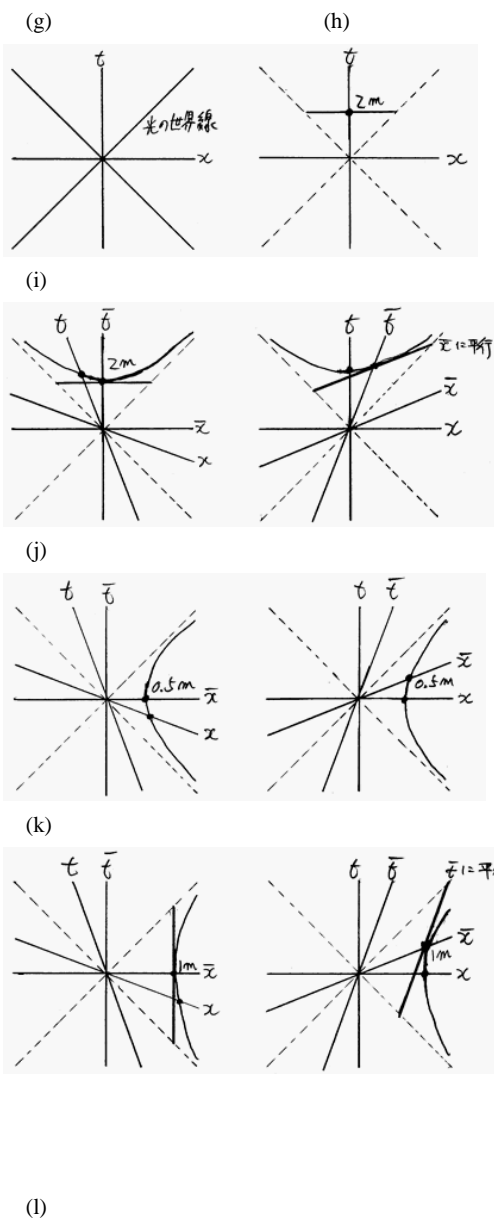 (g) (h)
t
光の世界線
x
t
2m
x
(i)
t t̄
2m
x̄
x
t t̄
x̄に平行
x̄
x
(j)
t t̄
0.5m
x̄
x
t t̄
x̄
0.5m
x
(k)
t t̄
1m
x̄
x
t t̄
t̄に平
x̄
1m
x
(l)